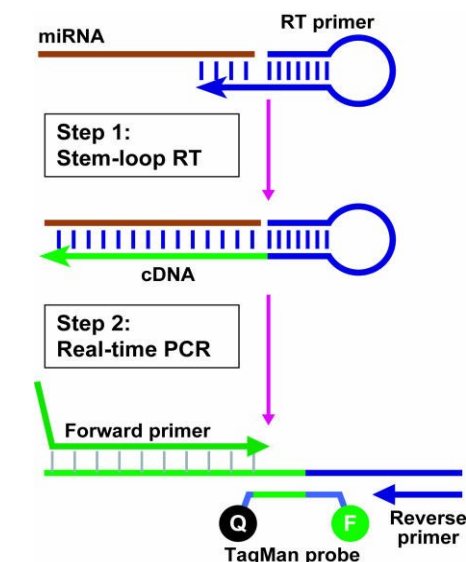 RT primer
miRNA
Step 1:
Stem-loop RT
cDNA
Step 2:
Real-time PCR
Forward primer
Q
F
Reverse
primer
TaqMan probe